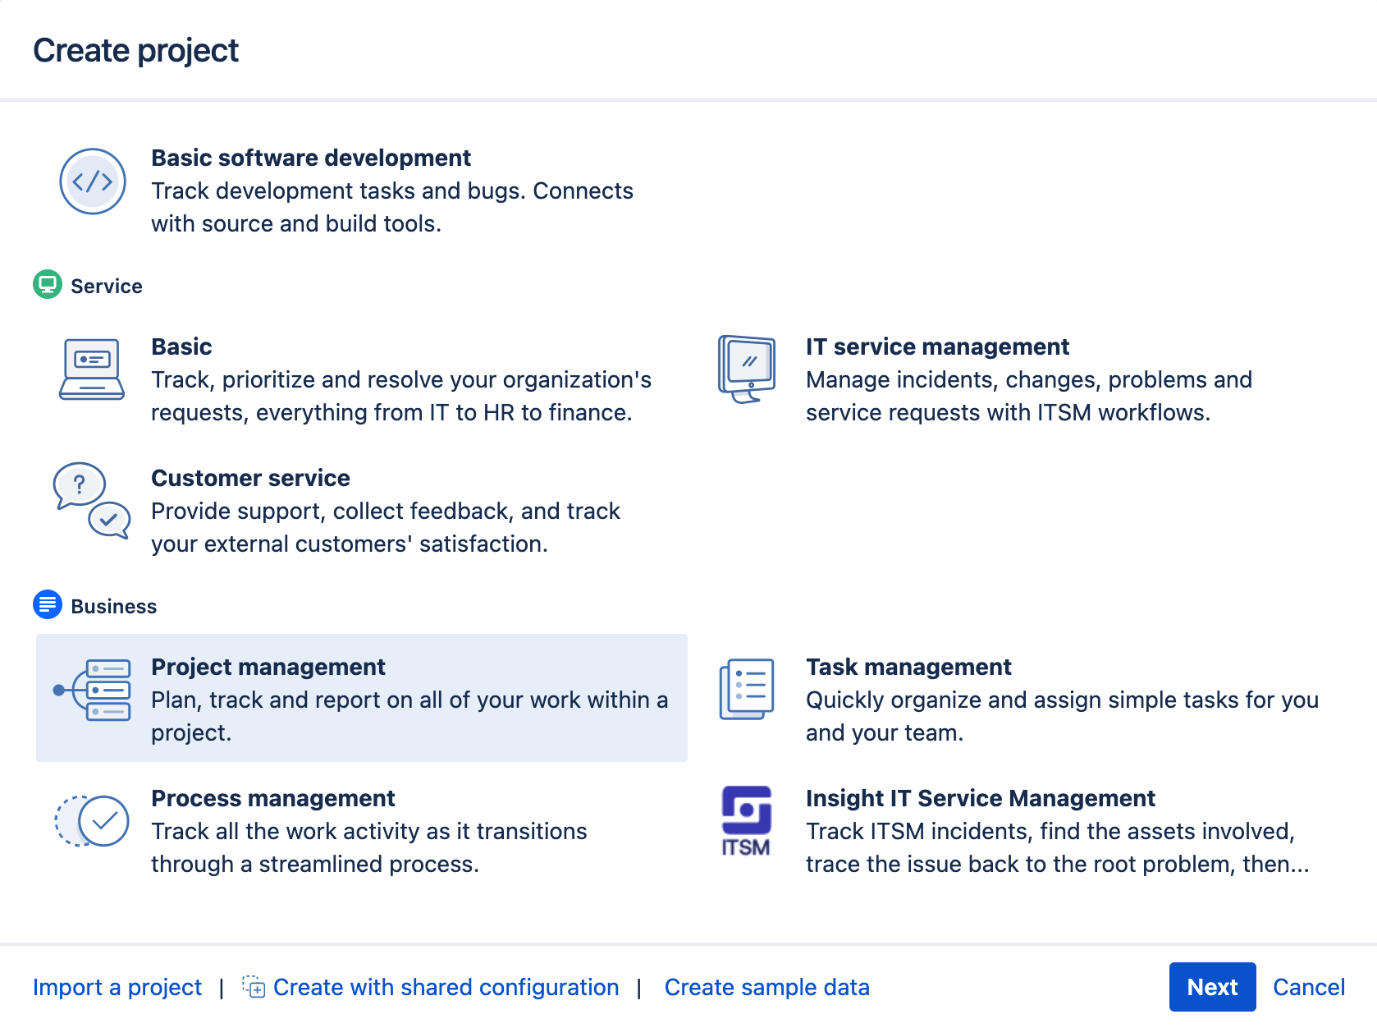 Create project
Basic software development
Track development tasks and bugs. Connects
with source and build tools.
Service
Basic
Track, prioritize and resolve your organization's
requests, everything from IT to HR to finance.
IT service management
Manage incidents, changes, problems and
service requests with ITSM workflows.
Customer service
Provide support, collect feedback, and track
your external customers' satisfaction.
Business
Project management
Plan, track and report on all of your work within a
project.
Task management
Quickly organize and assign simple tasks for you
and your team.
Process management
Track all the work activity as it transitions
through a streamlined process.
ITSM
Insight IT Service Management
Track ITSM incidents, find the assets involved,
trace the issue back to the root problem, then...
Import a project | Create with shared configuration | Create sample data Next Cancel